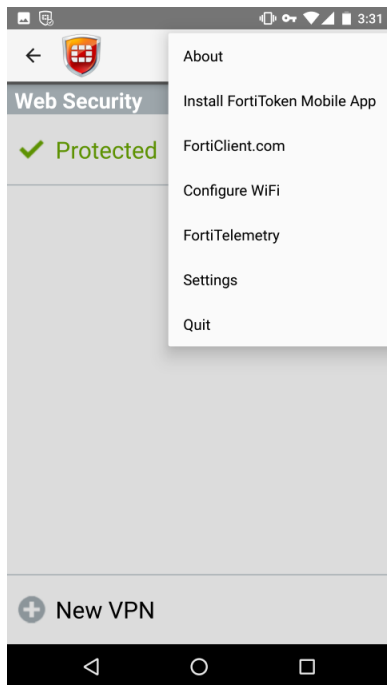 3:31
About
Web Security
Install FortiToken Mobile App
Protected
FortiClient.com
Configure WiFi
FortiTelemetry
Settings
Quit
New VPN